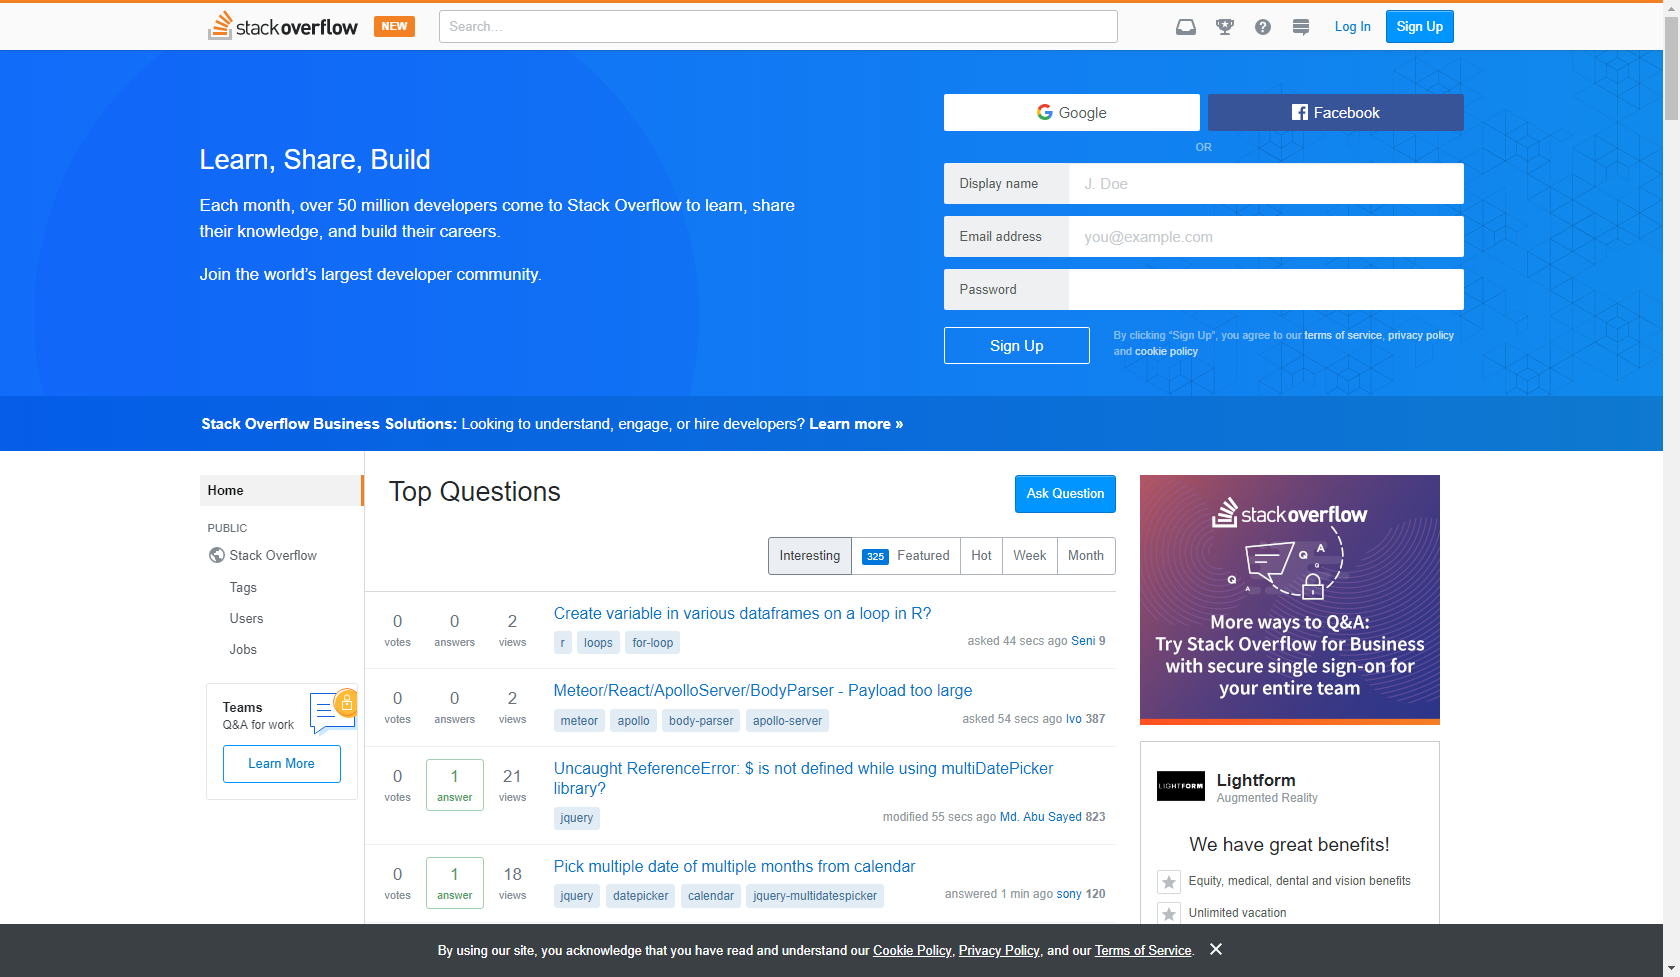 stackoverflow NEW Search... Log In Sign Up
Google Facebook
OR
Learn, Share, Build
Each month, over 50 million developers come to Stack Overflow to learn, share
their knowledge, and build their careers.
Join the world's largest developer community.
Display name J. Doe
Email address you@example.com
Password
Sign Up
By clicking "Sign Up", you agree to our terms of service, privacy policy
and cookie policy
Stack Overflow Business Solutions: Looking to understand, engage, or hire developers? Learn more »
Home
PUBLIC
Stack Overflow
Tags
Users
Jobs
Teams
Q&A for work
Learn More
Top Questions
Ask Question
Interesting 325 Featured Hot Week Month
0 votes 0 answers 2 views
Create variable in various dataframes on a loop in R?
r loops for-loop
asked 44 secs ago Seni 9
0 votes 0 answers 2 views
Meteor/React/ApolloServer/BodyParser - Payload too large
meteor apollo body-parser apollo-server
asked 54 secs ago Ivo 387
0 votes 1 answer 21 views
Uncaught ReferenceError: $ is not defined while using multiDatePicker
library?
jquery
modified 55 secs ago Md. Abu Sayed 823
0 votes 1 answer 18 views
Pick multiple date of multiple months from calendar
jquery datepicker calendar jquery-multidatespicker
answered 1 min ago sony 120
stackoverflow
Q A Q Q A
More ways to Q&A:
Try Stack Overflow for Business
with secure single sign-on for
your entire team
LIGHTFORM
Lightform
Augmented Reality
We have great benefits!
Equity, medical, dental and vision benefits
Unlimited vacation
By using our site, you acknowledge that you have read and understand our Cookie Policy, Privacy Policy, and our Terms of Service.